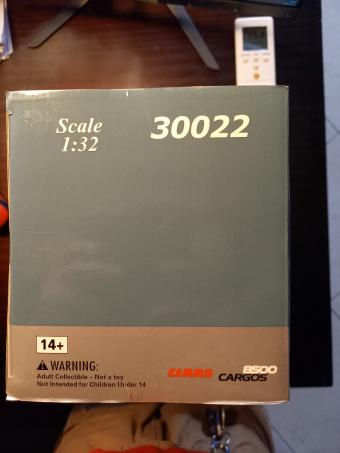 Scale
1:32
30022
14+
WARNING:
Adult Collectible – Not a toy
Not Intended for Children Under 14
CLAAS
8500
CARGOS